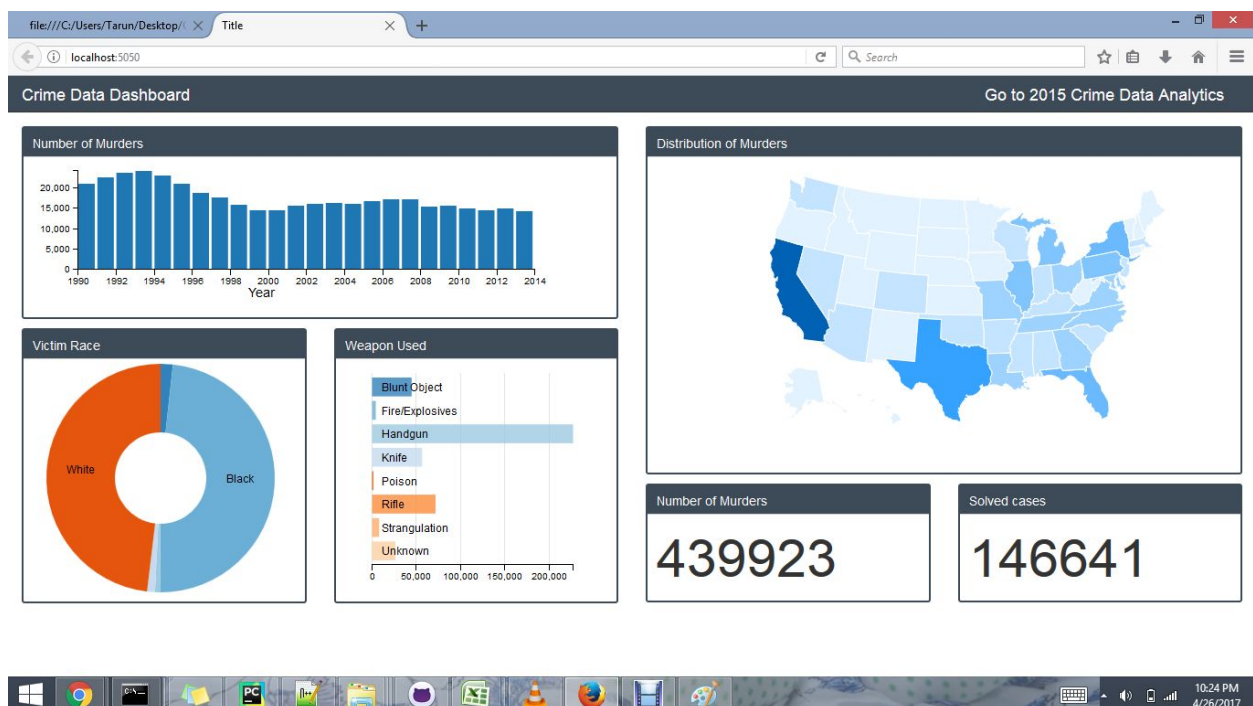 file:///C:/Users/Tarun/Desktop/
Title
localhost:5050
Search
Crime Data Dashboard
Go to 2015 Crime Data Analytics
Number of Murders
20,000
15,000
10,000
5,000
0
1990 1992 1994 1996 1998 2000 2002 2004 2006 2008 2010 2012 2014
Year
Distribution of Murders
Victim Race
White
Black
Weapon Used
Blunt Object
Fire/Explosives
Handgun
Knife
Poison
Rifle
Strangulation
Unknown
0 50,000 100,000 150,000 200,000
Number of Murders
439923
Solved cases
146641
PC
10:24 PM
4/26/2017